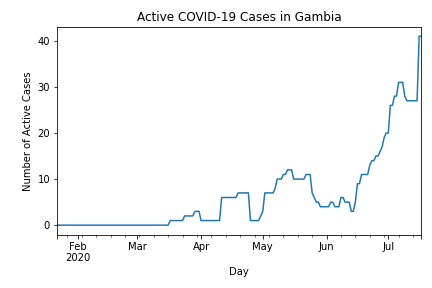 Active COVID-19 Cases in Gambia
Number of Active Cases
40
30
20
10
0
Feb Mar Apr May Jun Jul
2020
Day